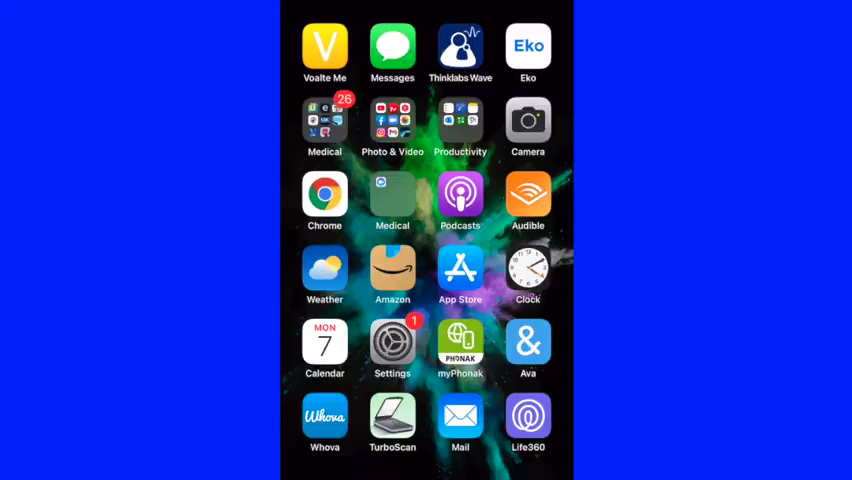 V
Eko
Voalte Me Messages Thinklabs Wave Eko
26
Medical Photo & Video Productivity Camera
Chrome Medical Podcasts Audible
Weather Amazon App Store Clock
MON
7
1
PHONAK
&
Calendar Settings myPhonak Ava
Whova
Whova TurboScan Mail Life360